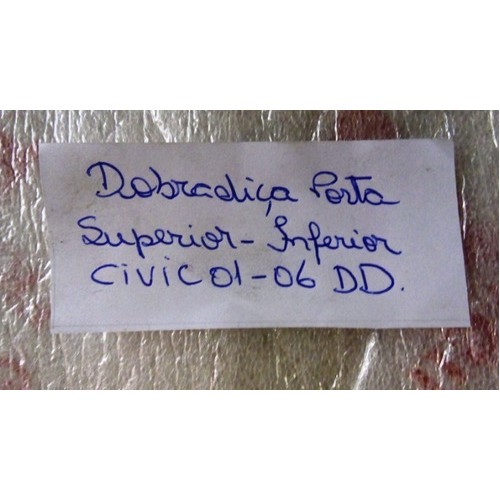 Dobradiça Porta
Superior - Inferior
CIVIC 01-06 DD.